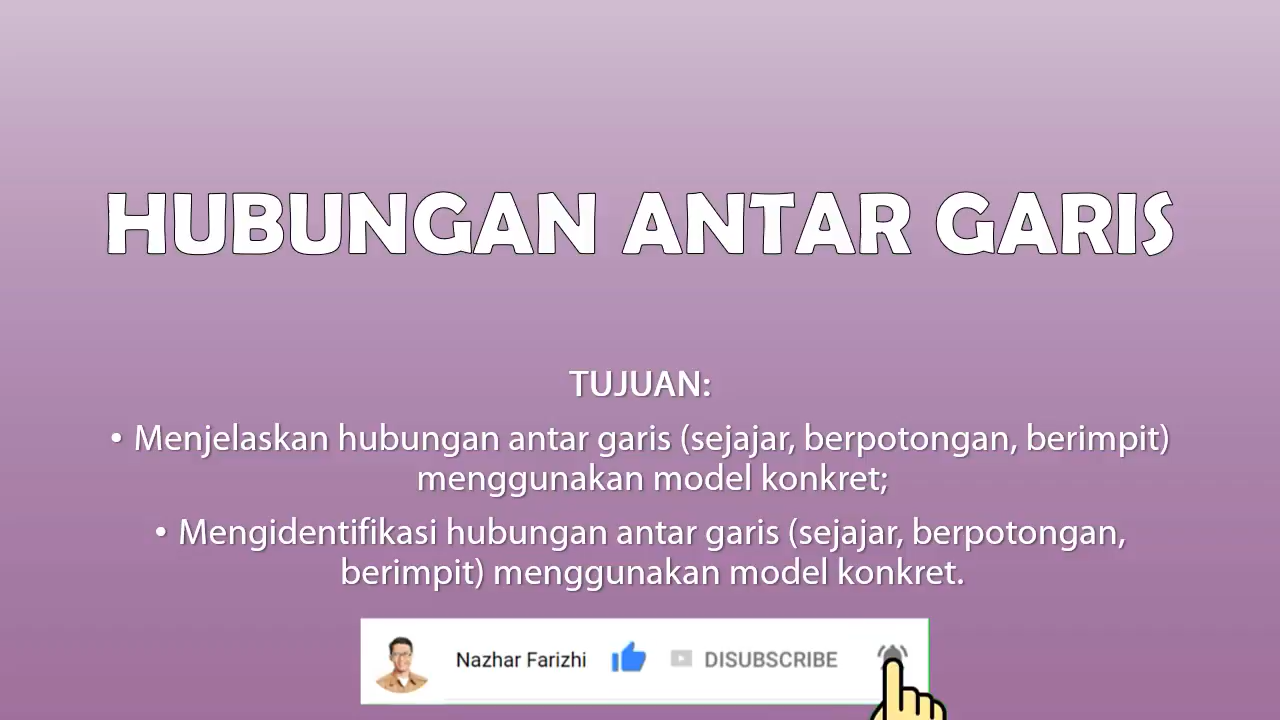 HUBUNGAN ANTAR GARIS
TUJUAN:
• Menjelaskan hubungan antar garis (sejajar, berpotongan, berimpit)
menggunakan model konkret;
• Mengidentifikasi hubungan antar garis (sejajar, berpotongan,
berimpit) menggunakan model konkret.
Nazhar Farizhi DISUBSCRIBE